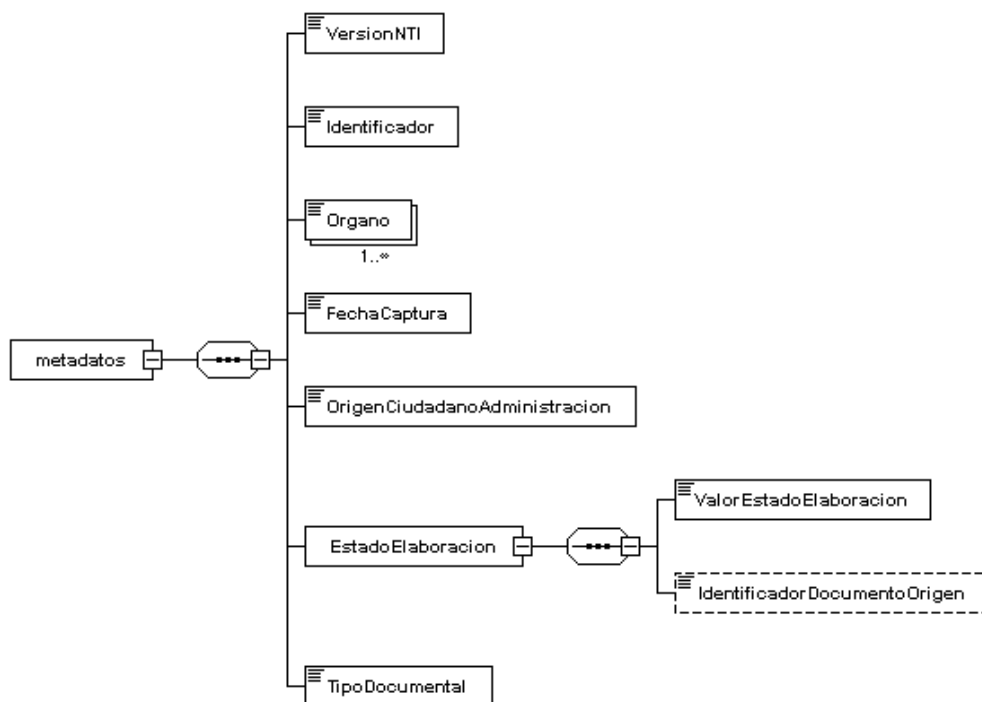 VersionNTI
Identificador
Organo
1..∞
FechaCaptura
metadatos
OrigenCiudadanoAdministracion
ValorEstadoElaboracion
EstadoElaboracion
IdentificadorDocumentoOrigen
TipoDocumental